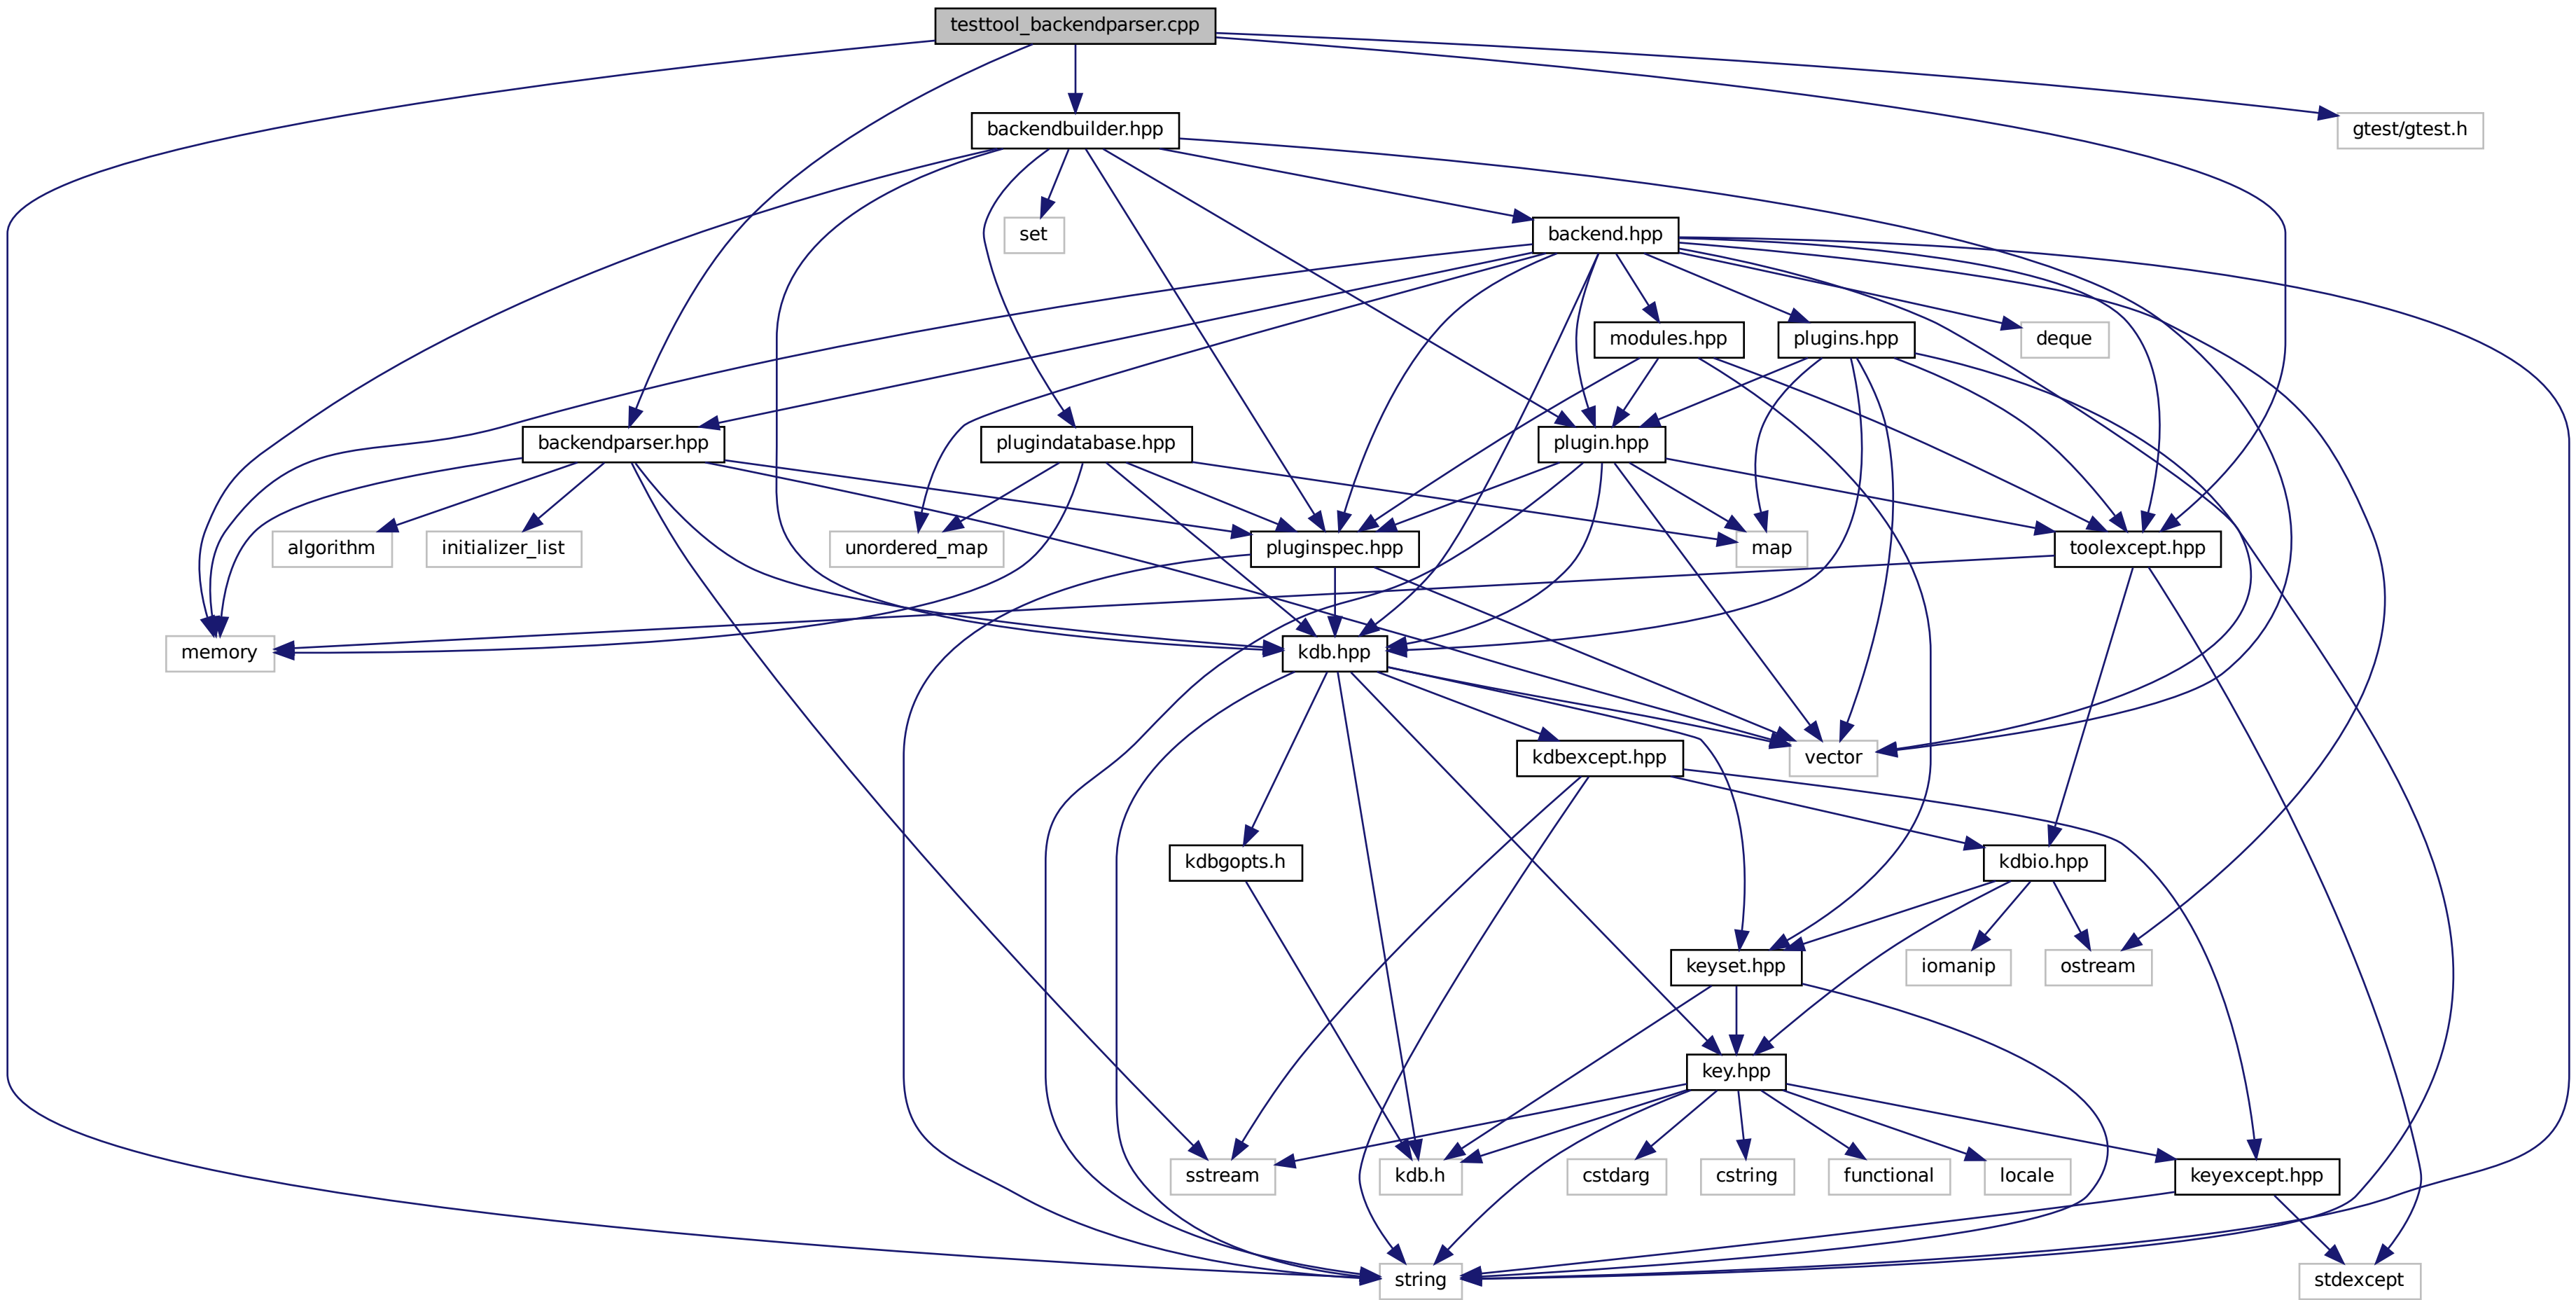 testtool_backendparser.cpp
backendbuilder.hpp
gtest/gtest.h
set
backend.hpp
modules.hpp
plugins.hpp
deque
backendparser.hpp
plugindatabase.hpp
plugin.hpp
algorithm
initializer_list
unordered_map
pluginspec.hpp
map
toolexcept.hpp
memory
kdb.hpp
kdbexcept.hpp
vector
kdbgopts.h
kdbio.hpp
keyset.hpp
iomanip
ostream
key.hpp
sstream
kdb.h
cstdarg
cstring
functional
locale
keyexcept.hpp
string
stdexcept